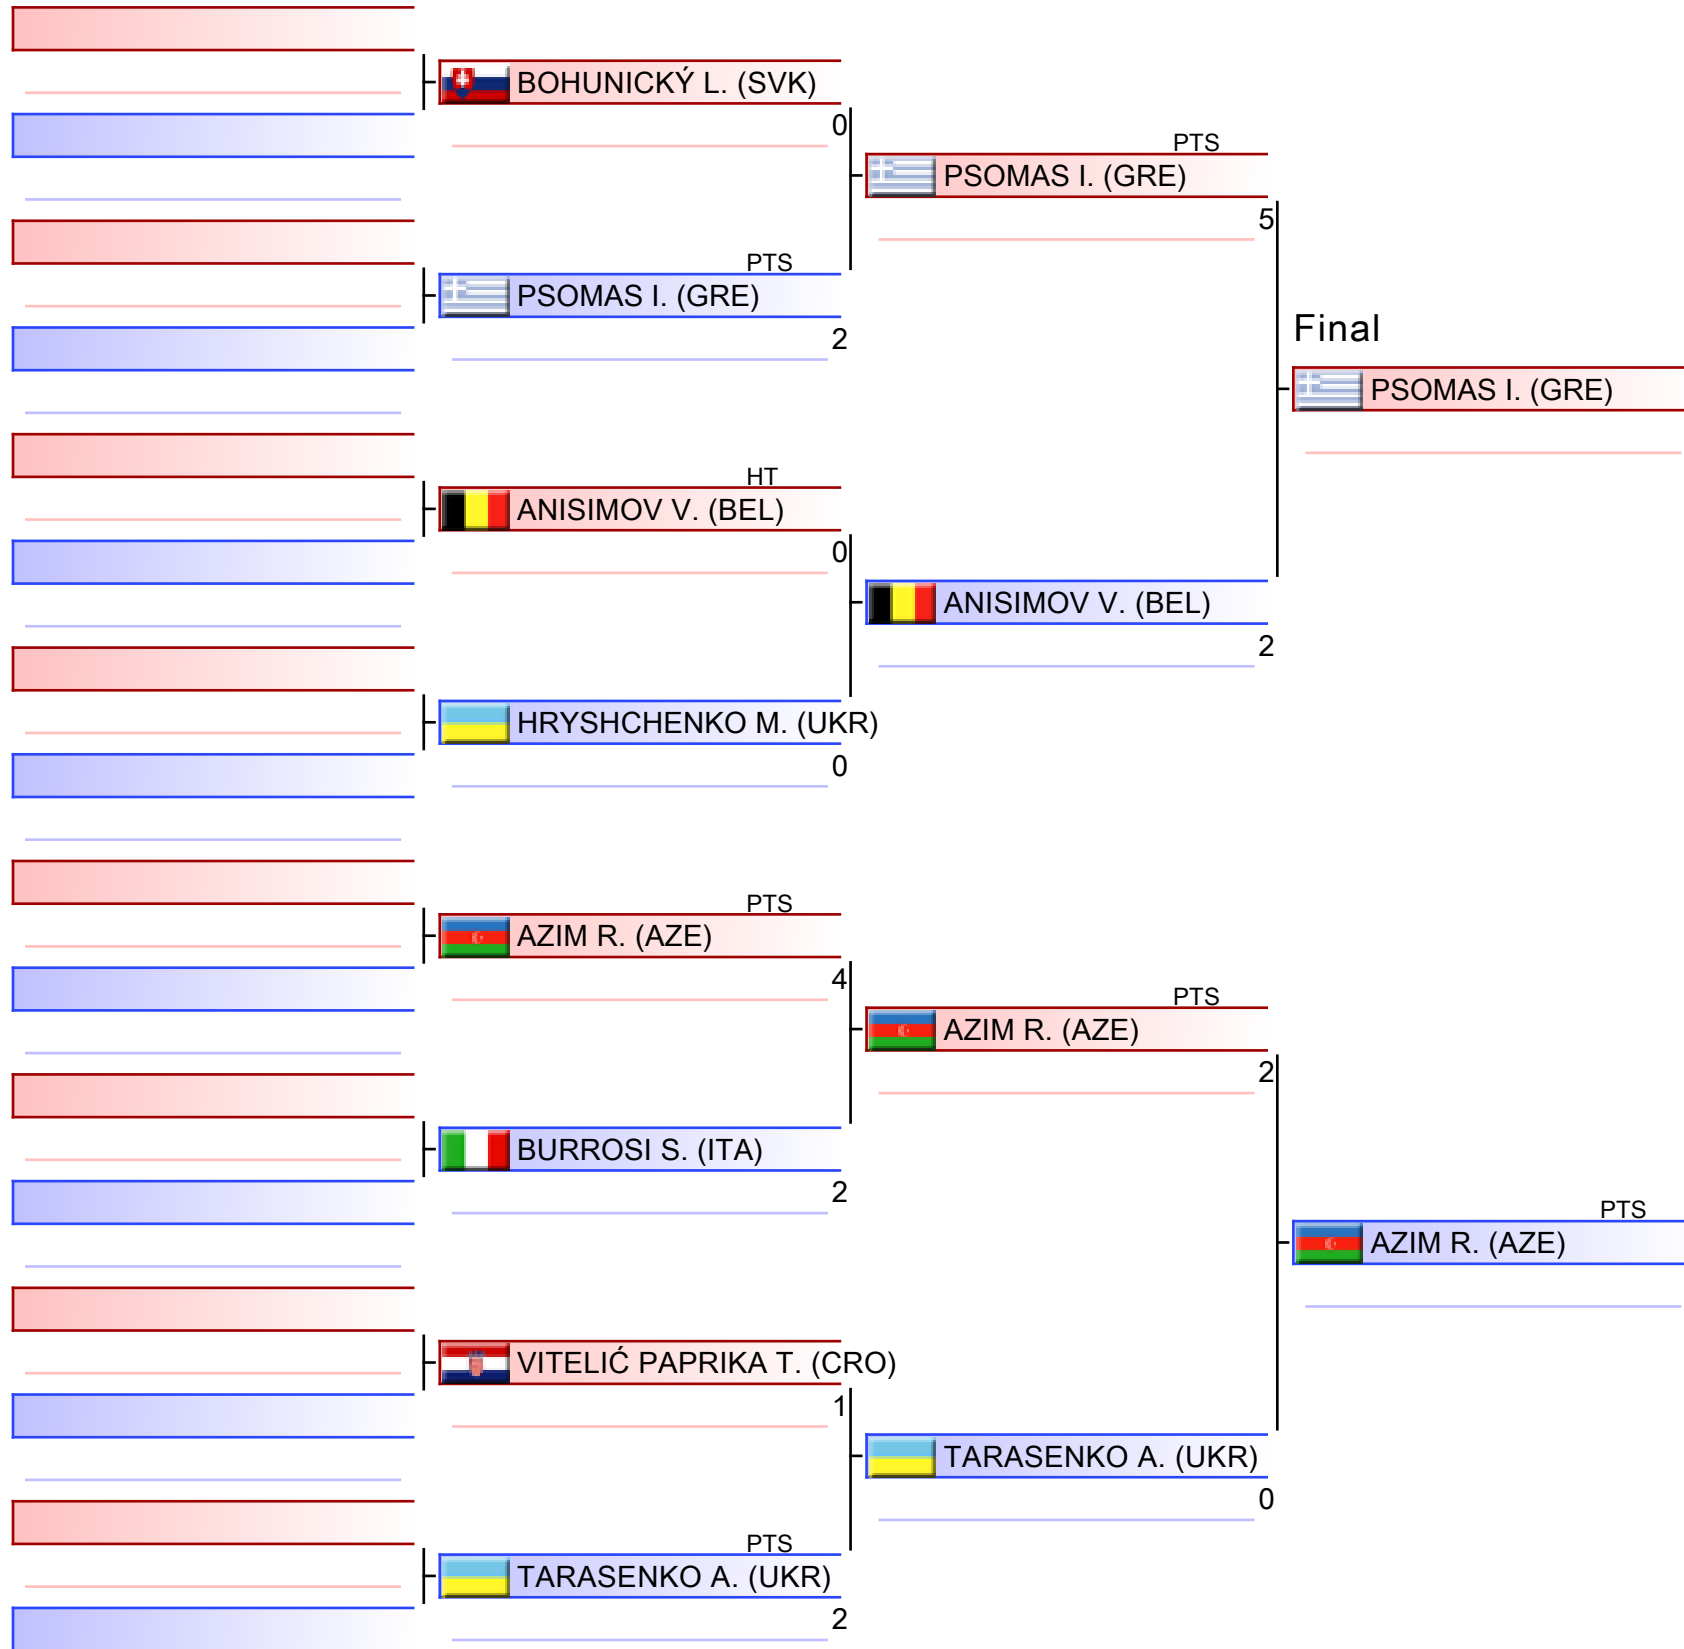 BOHUNICKÝ L. (SVK)
0
PTS
PSOMAS I. (GRE)
5
PTS
PSOMAS I. (GRE)
2
Final
PSOMAS I. (GRE)
HT
ANISIMOV V. (BEL)
0
ANISIMOV V. (BEL)
2
HRYSHCHENKO M. (UKR)
0
PTS
AZIM R. (AZE)
4
PTS
AZIM R. (AZE)
2
BURROSI S. (ITA)
2
PTS
AZIM R. (AZE)
VITELIĆ PAPRIKA T. (CRO)
1
TARASENKO A. (UKR)
0
PTS
TARASENKO A. (UKR)
2